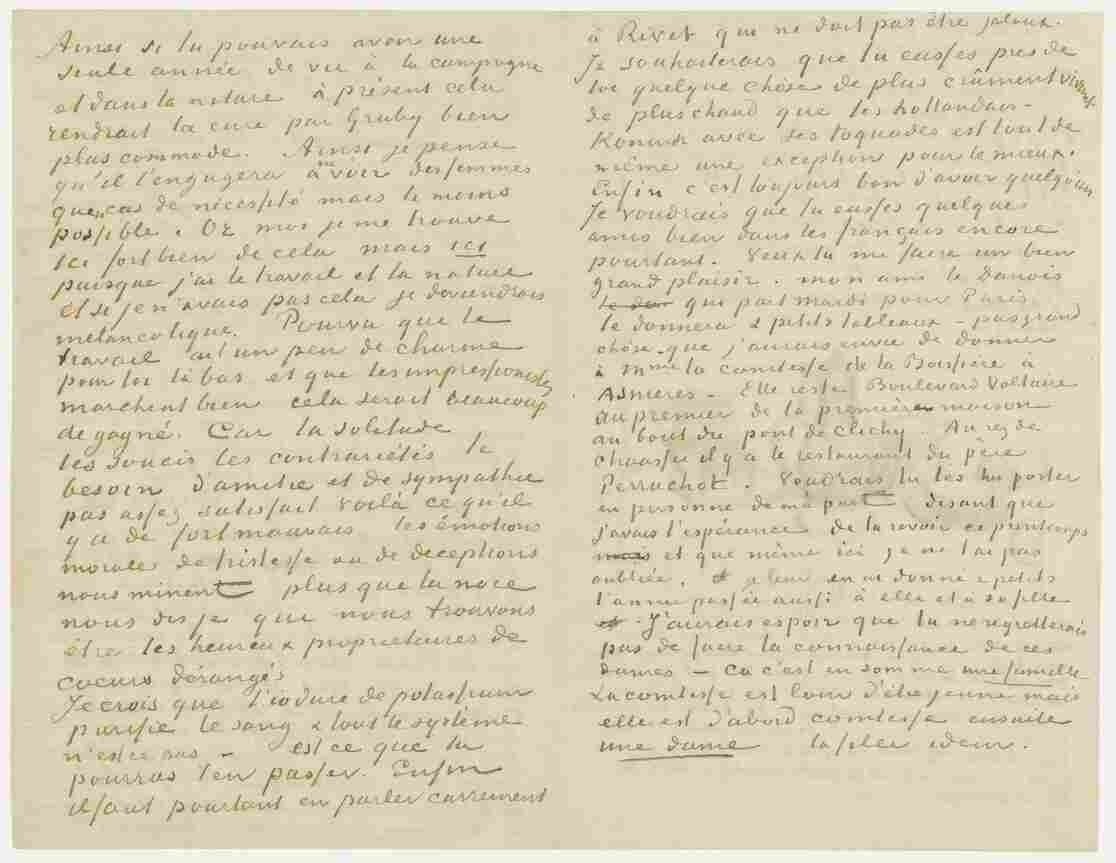 Ainsi si tu pouvais avoir une
seule année de vie à la campagne
et dans la nature à présent cela
rendrait la cure par Gruby bien
plus commode. Ainsi je pense
qu'il t'engagera à n'voir des femmes
qu'en cas de nécessité mais le moins
possible. Or moi je me trouve
ici fort bien de cela mais ici
puisque j'ai le travail et la nature
et si je n'avais pas cela je deviendrais
mélancolique. Pourvu que le
travail ait un peu de charme
pour toi là bas et que les impressionistes
marchent bien cela serait beaucoup
de gagné. Car la solitude
les soucis les contrariétés le
besoin d'amitié et de sympathie
pas assez satisfait voilà ce qu'il
y a de fort mauvais les émotions
morales de tristesse ou de deceptions
nous minent plus que la noce
nous dis je que nous trouvons
être les heureux proprietaires de
coeurs dérangés
Je crois que l'iodure de potassium
purifie le sang & tout le système
n'est ce pas – est ce que tu
pourras t'en passer. Enfin
il faut pourtant en parler carrement
à Rivet qui ne doit pas être jaloux.
Je souhaiterais que tu eusses près de
toi quelque chose de plus crûment vivant
de plus chaud que les hollandais –
Koning avec ses toquades est tout de
même une exception pour le mieux.
Enfin c'est toujours bon d'avoir quelqu'un
Je voudrais que tu eusses quelques
amis bien dans les français encore
pourtant. Veux tu me faire un bien
grand plaisir. mon ami le Danois
qui part mardi pour Paris
te donnera 2 petits tableaux – pas grand
chose – que j'aurais envie de donner
à Mme la comtesse de la Boissière à
Asnieres – Elle reste Boulevard Voltaire
au premier de la première maison
au bout du pont de Clichy. Au rez de
chaussée il y a le restaurant du père
Perruchot. Voudrais tu les lui porter
en personne de ma part disant que
j'avais l'espérance de la revoir ce printemps
et que même ici je ne l'ai pas
oubliée. je leur en ai donné 2 petits
l'année passée aussi à elle et à sa fille
J'aurais espoir que tu ne regretterais
pas de faire la connaissance de ces
dames – Ca c'est en somme une famille
La comtesse est loin d'être jeune mais
elle est d'abord comtesse ensuite
une dame la fille idem.